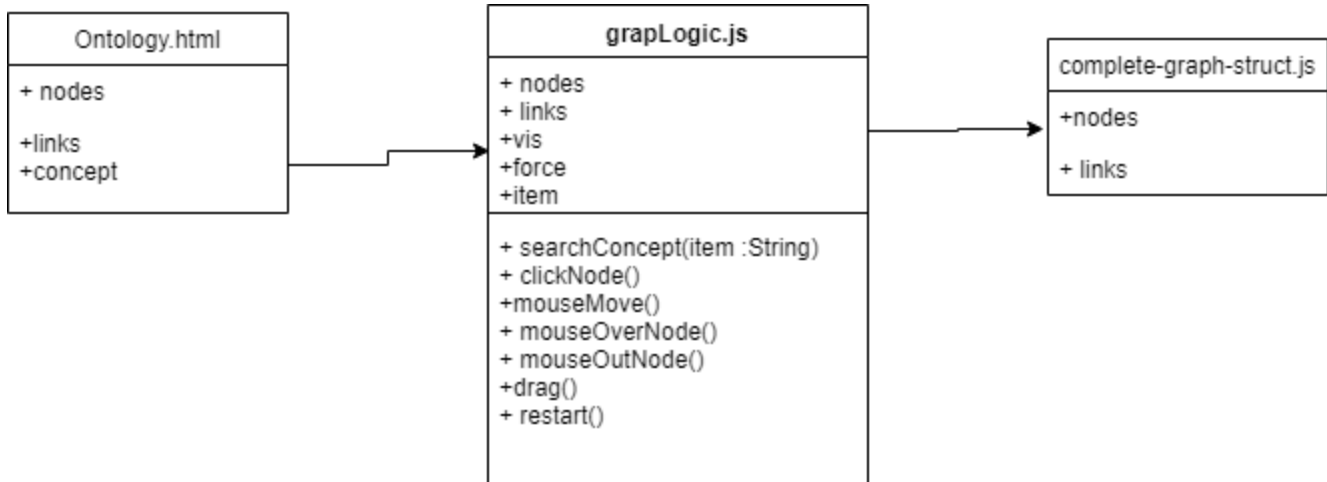 Ontology.html
+ nodes
+links
+concept
grapLogic.js
+ nodes
+ links
+vis
+force
+item
+ searchConcept(item :String)
+ clickNode()
+mouseMove()
+ mouseOverNode()
+ mouseOutNode()
+drag()
+ restart()
complete-graph-struct.js
+nodes
+ links